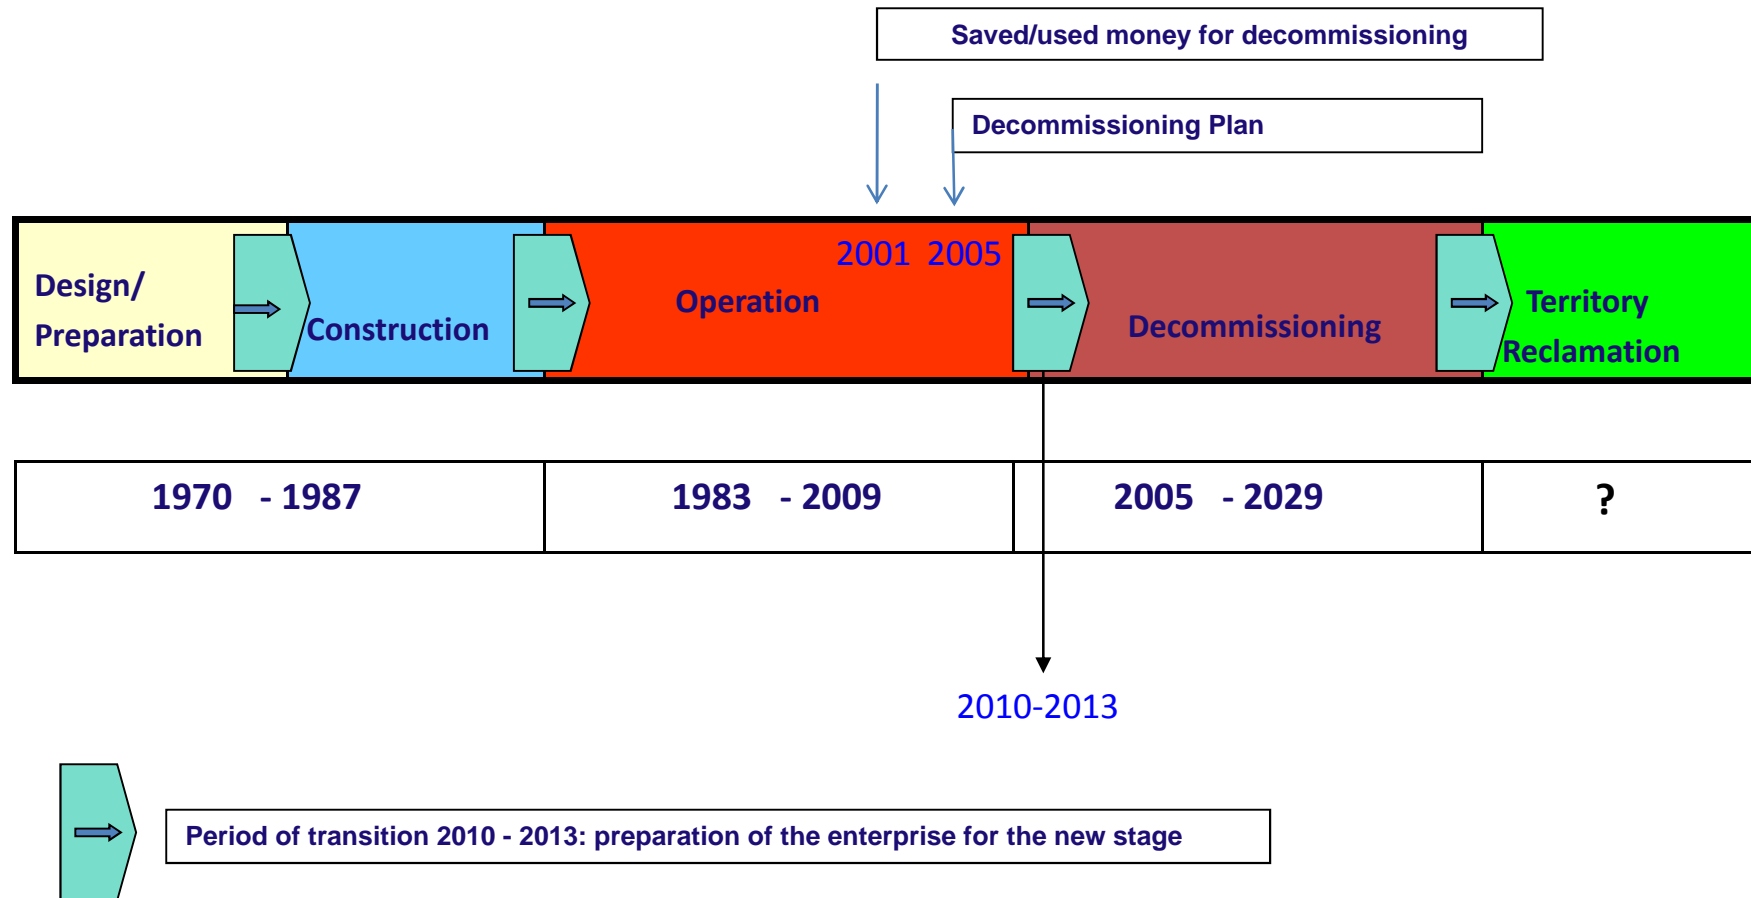 Saved/used money for decommissioning
Decommissioning Plan
2001 2005
Design/
Preparation
Construction
Operation
Decommissioning
Territory
Reclamation
1970 - 1987
1983 - 2009
2005 - 2029
?
2010-2013
Period of transition 2010 - 2013: preparation of the enterprise for the new stage